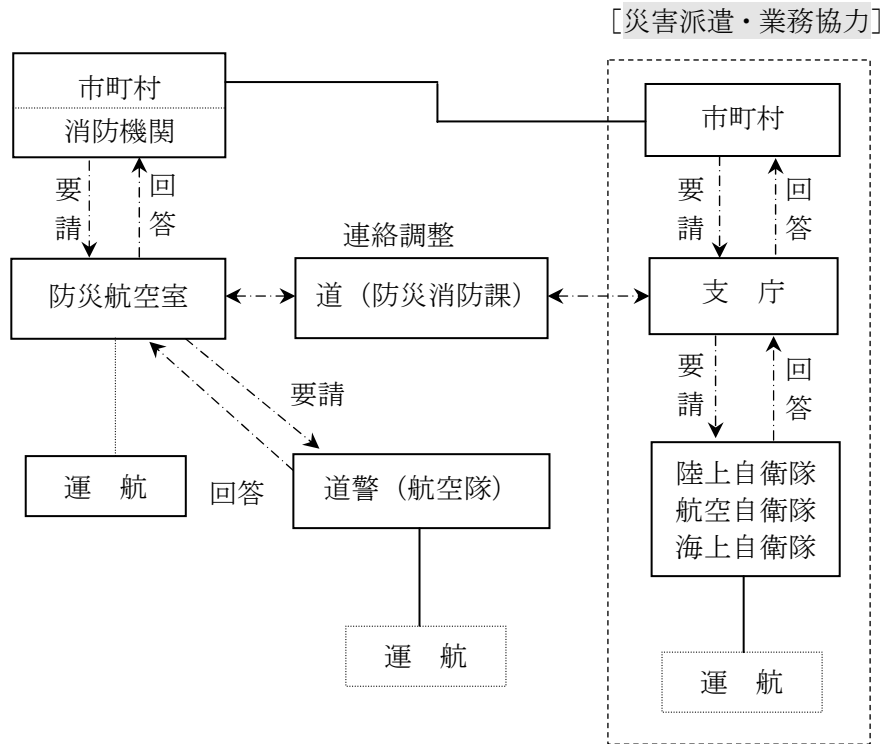 [災害派遣・業務協力]
市町村
消防機関
市町村
要請
回答
要請
回答
連絡調整
防災航空室
道（防災消防課）
支　庁
要請
回答
要請
回答
運　航
道警（航空隊）
陸上自衛隊
航空自衛隊
海上自衛隊
運　航
運　航